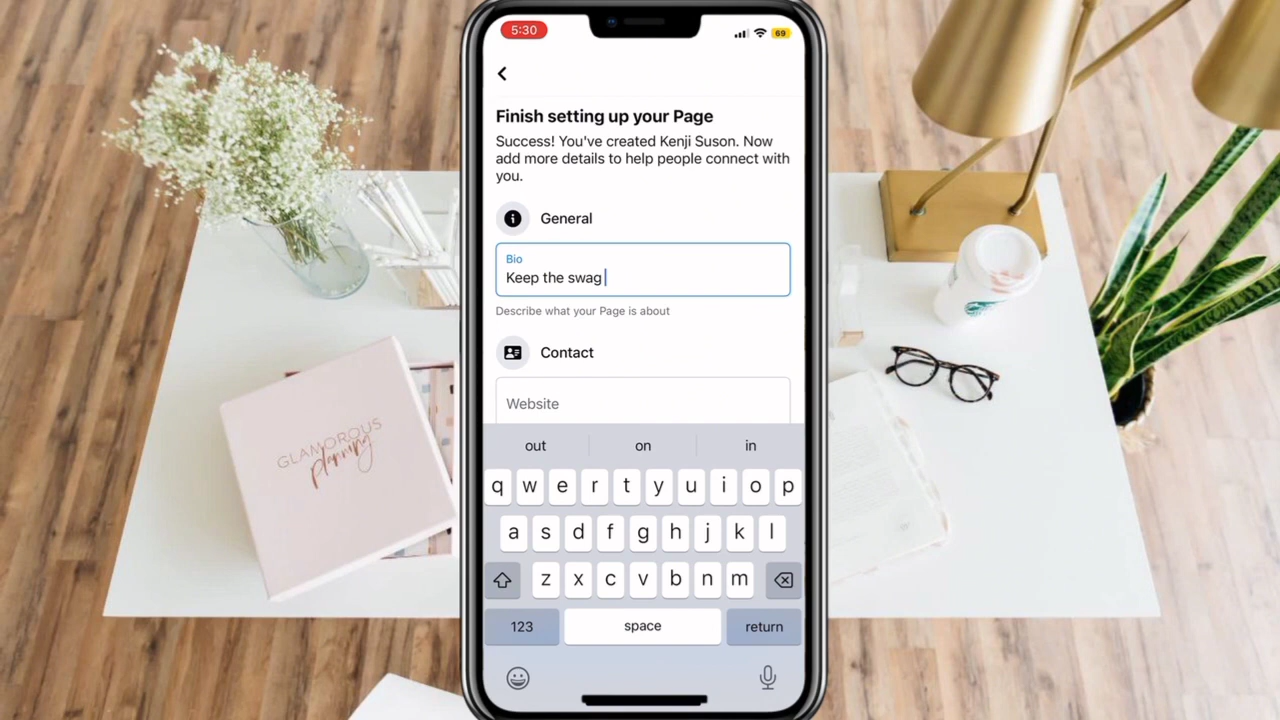 5:30
69
Finish setting up your Page
Success! You've created Kenji Suson. Now
add more details to help people connect with
you.
General
Bio
Keep the swag
Describe what your Page is about
Contact
Website
out on in
q w e r t y u i o p
a s d f g h j k l
z x c v b n m
123 space return
GLAMOROUS
planning